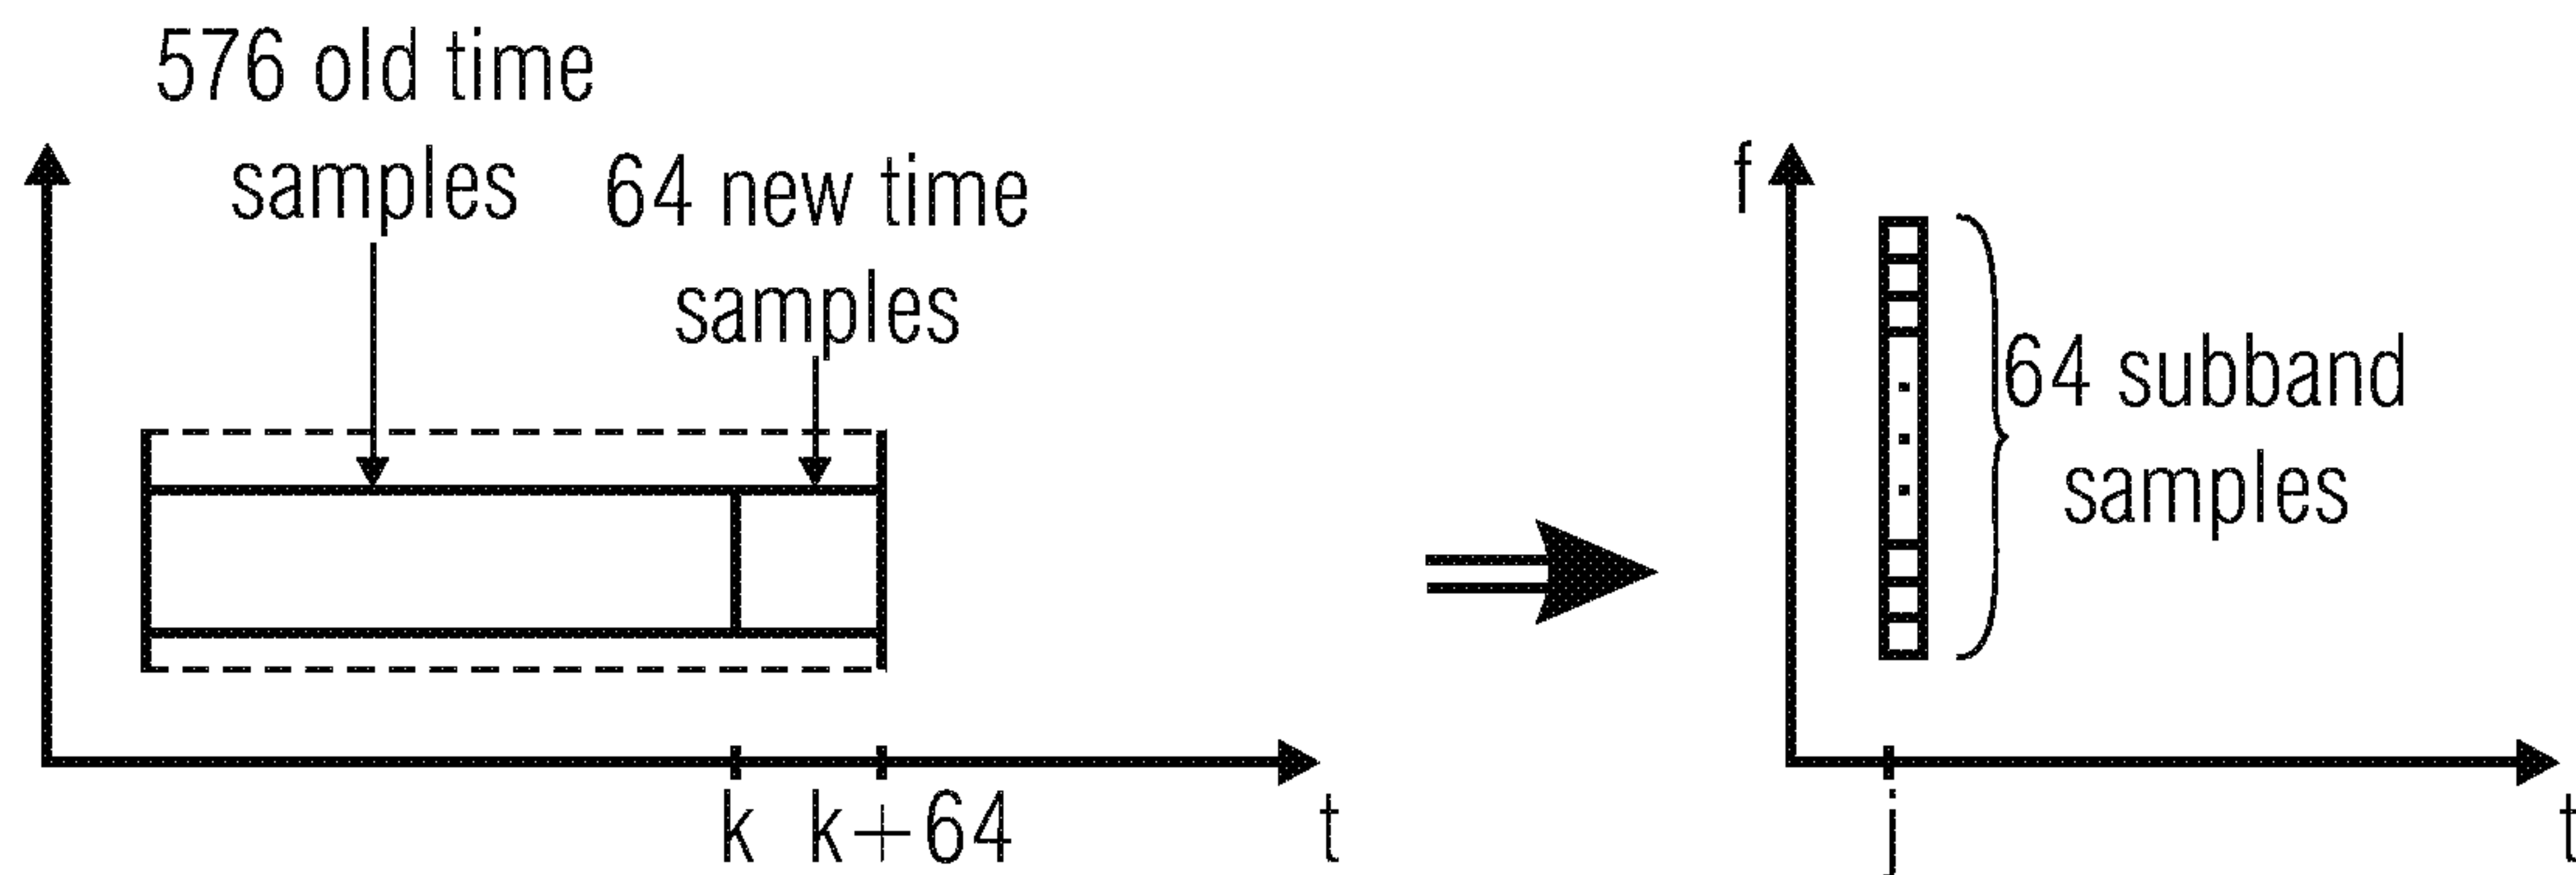 576 old time
samples
64 new time
samples
k
k+64
t
f
64 subband
samples
j
t